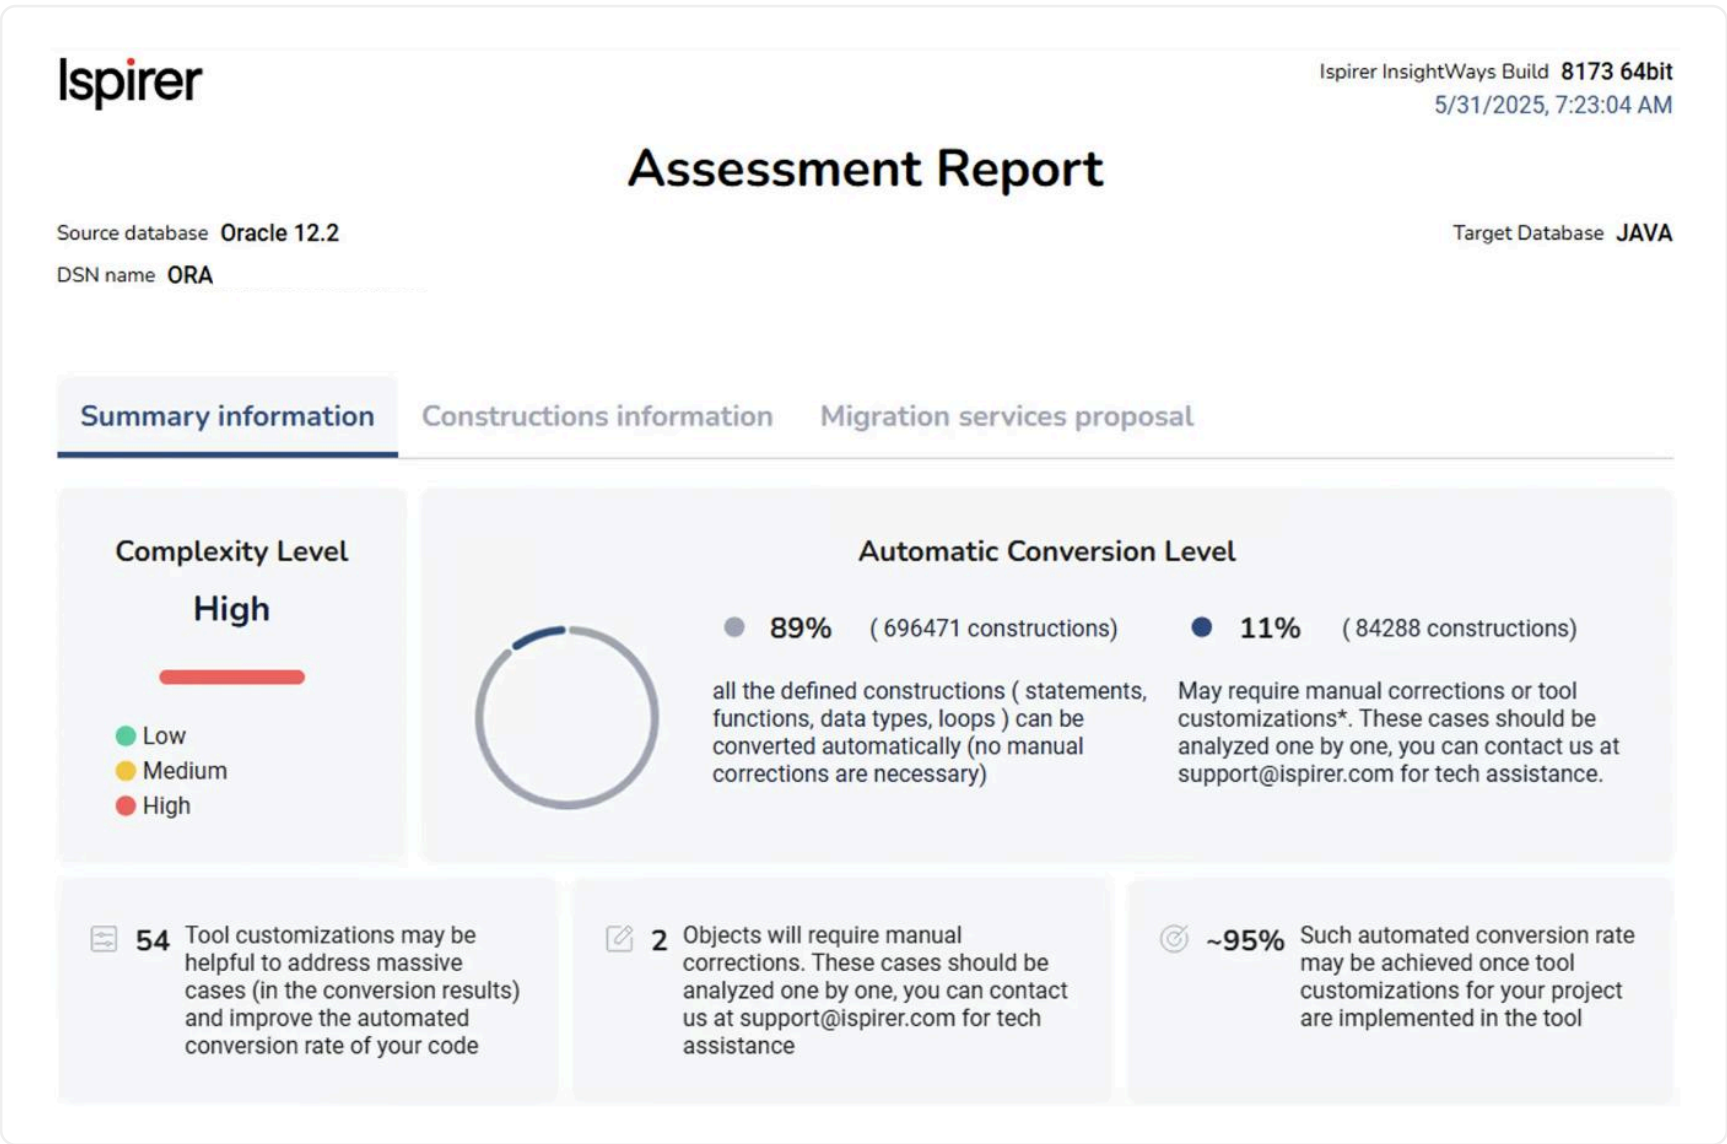 Ispirer
Ispirer InsightWays Build 8173 64bit
5/31/2025, 7:23:04 AM
Assessment Report
Source database Oracle 12.2
Target Database JAVA
DSN name ORA
Summary information
Constructions information
Migration services proposal
Complexity Level
High
Low
Medium
High
Automatic Conversion Level
89% ( 696471 constructions)
all the defined constructions ( statements,
functions, data types, loops ) can be
converted automatically (no manual
corrections are necessary)
11% ( 84288 constructions)
May require manual corrections or tool
customizations*. These cases should be
analyzed one by one, you can contact us at
support@ispirer.com for tech assistance.
54 Tool customizations may be
helpful to address massive
cases (in the conversion results)
and improve the automated
conversion rate of your code
2 Objects will require manual
corrections. These cases should be
analyzed one by one, you can contact
us at support@ispirer.com for tech
assistance
~95% Such automated conversion rate
may be achieved once tool
customizations for your project
are implemented in the tool